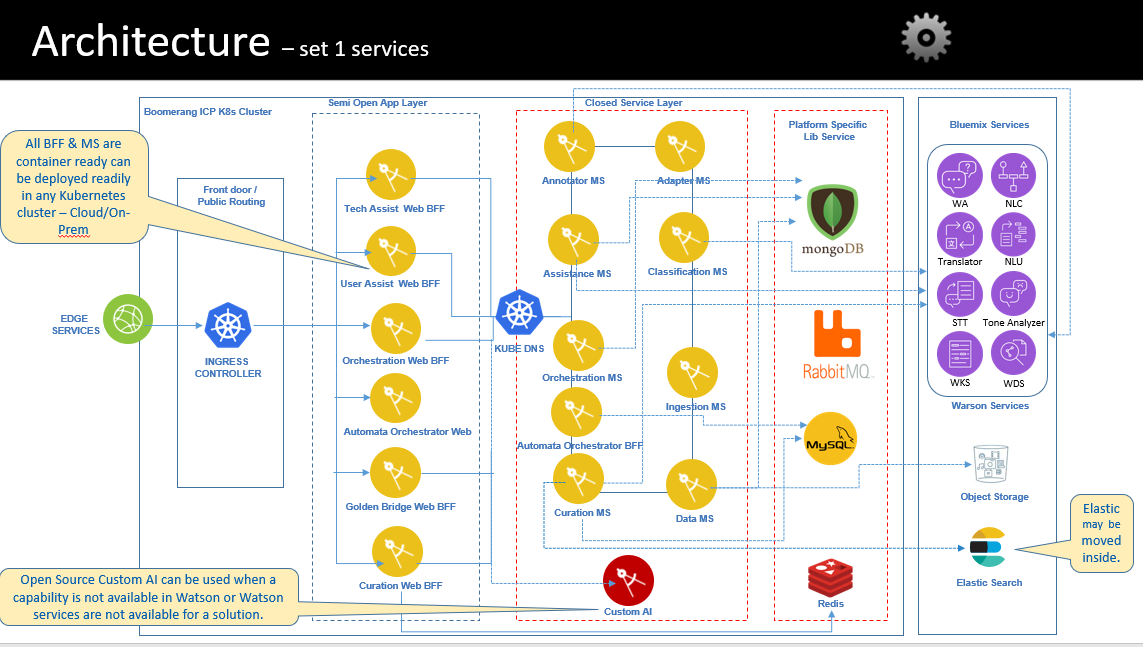 Architecture – set 1 services
Boomerang ICP K8s Cluster
Semi Open App Layer
Closed Service Layer
Platform Specific
Lib Service
Bluemix Services
All BFF & MS are
container ready can
be deployed readily
in any Kubernetes
cluster – Cloud/On-
Prem
Front door /
Public Routing
EDGE
SERVICES
INGRESS
CONTROLLER
Tech Assist Web BFF
User Assist Web BFF
Orchestration Web BFF
Automata Orchestrator Web
Golden Bridge Web BFF
Curation Web BFF
KUBE DNS
Annotator MS
Adapter MS
Assistance MS
Classification MS
Orchestration MS
Ingestion MS
Automata Orchestrator BFF
Curation MS
Data MS
Custom AI
mongoDB
RabbitMQ
MySQL
Redis
WA
NLC
Translator
NLU
STT
Tone Analyzer
WKS
WDS
Warson Services
Object Storage
Elastic Search
Elastic
may be
moved
inside.
Open Source Custom AI can be used when a
capability is not available in Watson or Watson
services are not available for a solution.